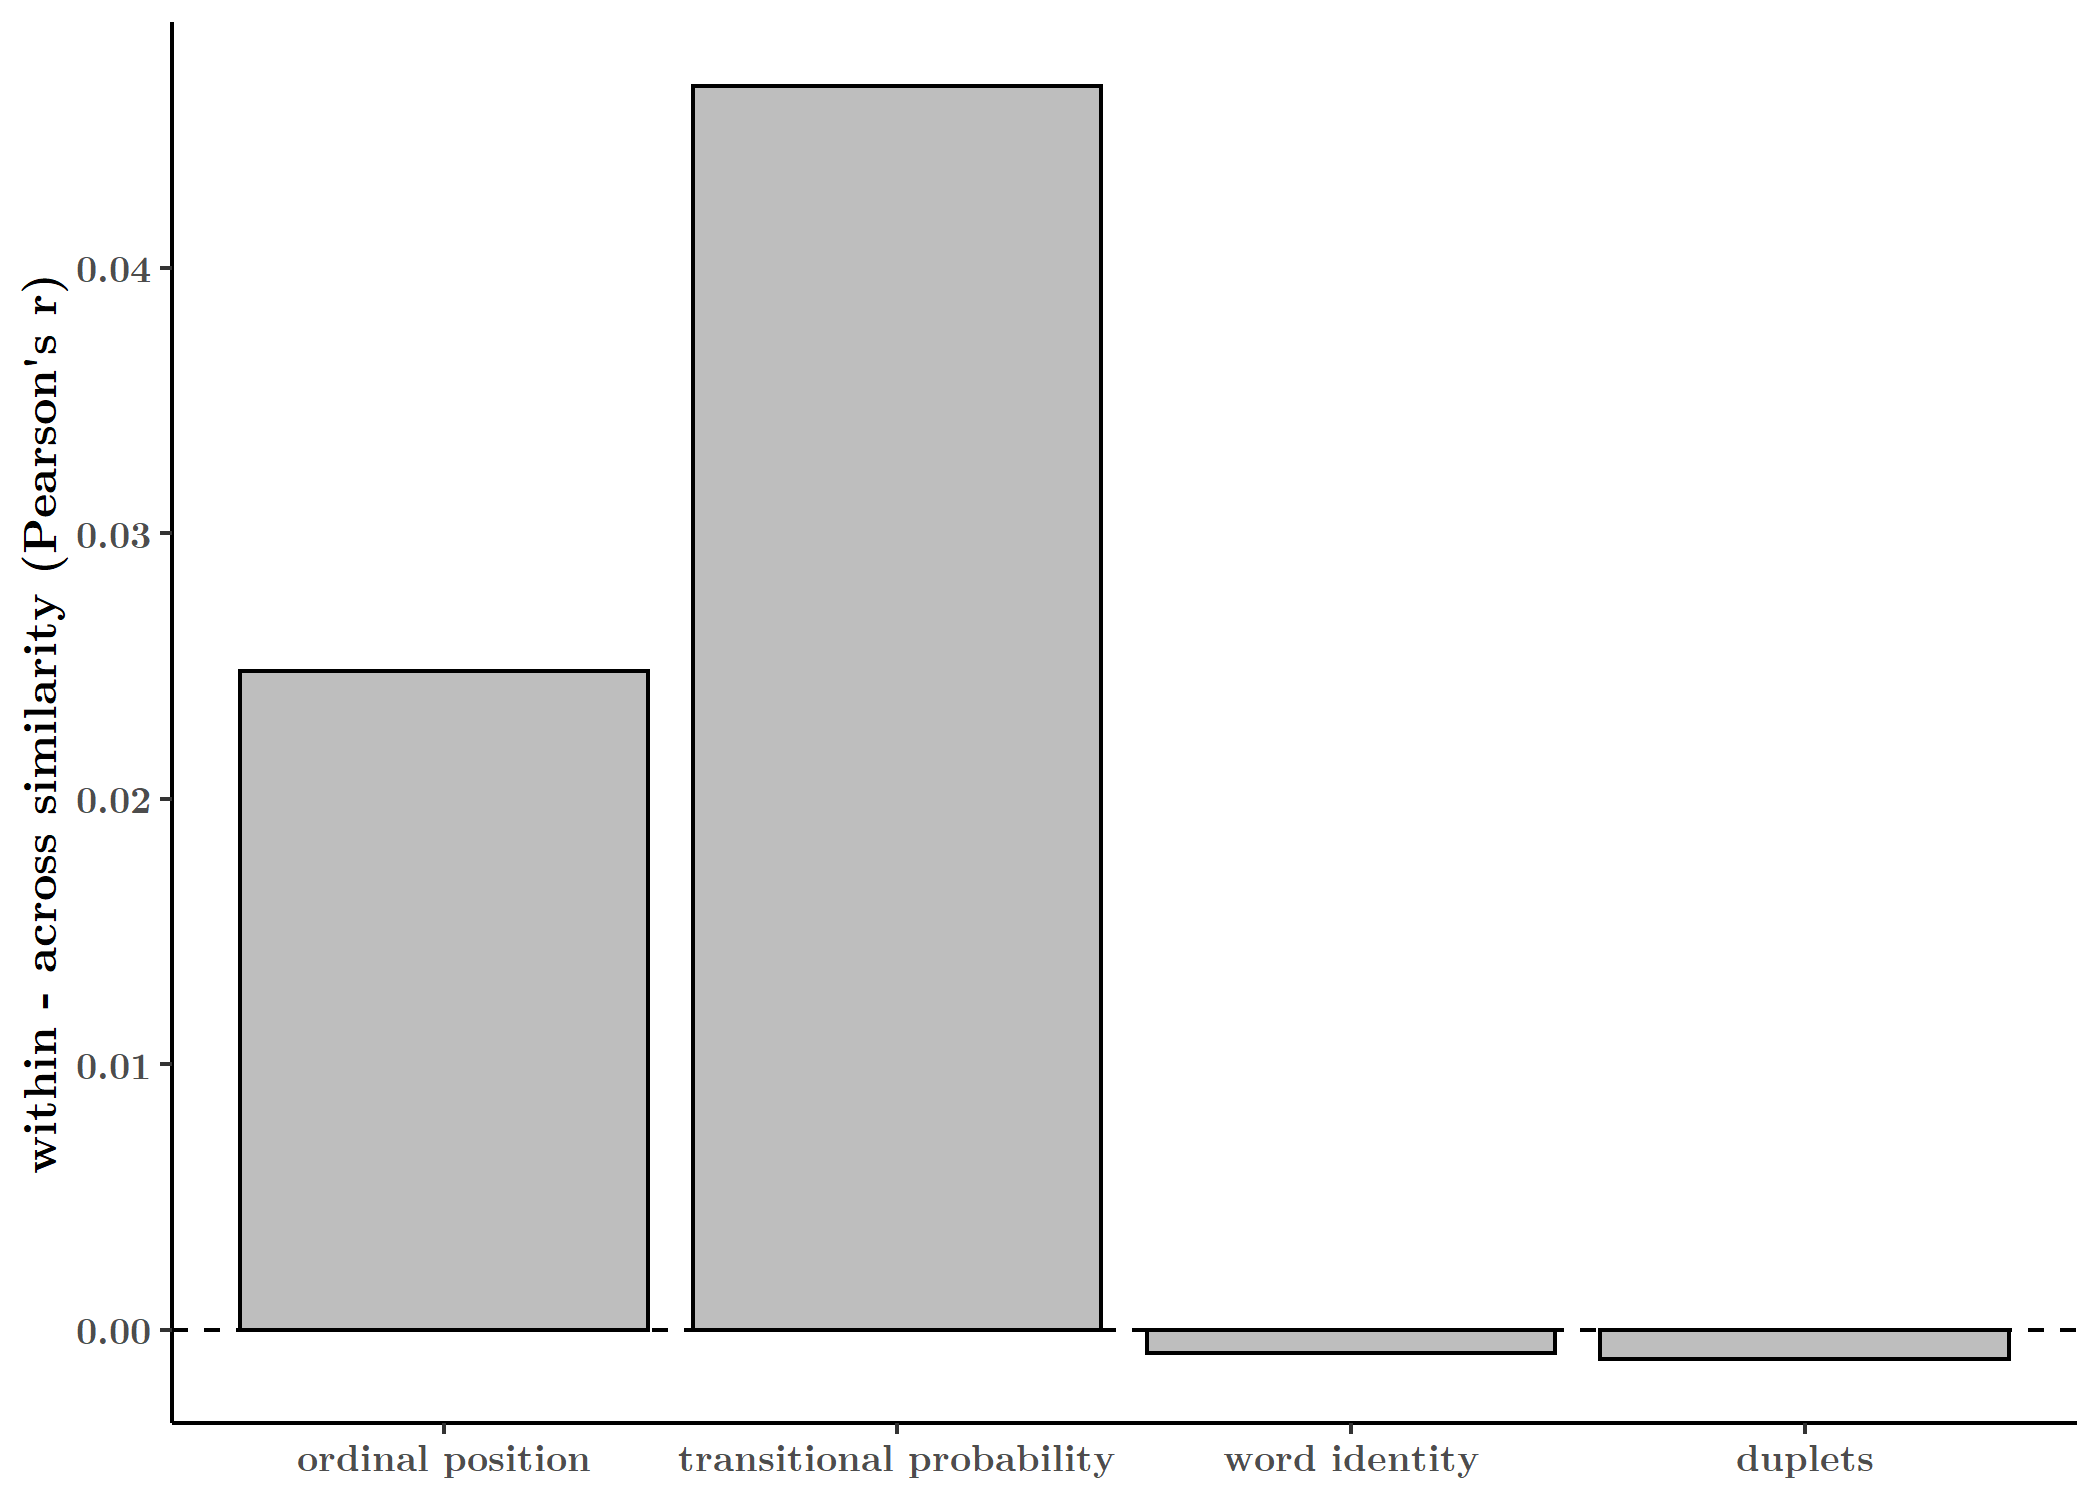 within - across similarity (Pearson's r)
0.04
0.03
0.02
0.01
0.00
ordinal position
transitional probability
word identity
duplets